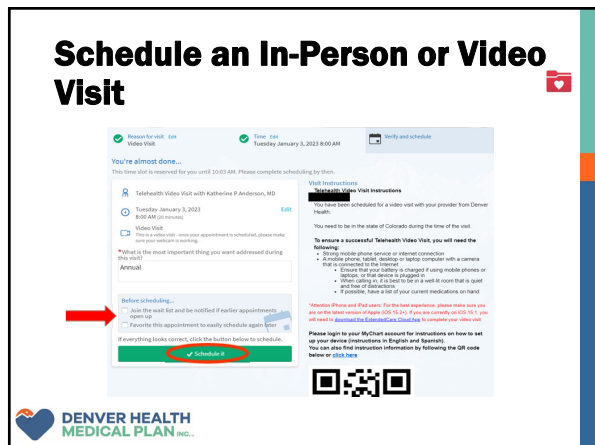 Schedule an In-Person or Video
Visit
Reason for visit Edit
Video Visit
Time Edit
Tuesday January 3, 2023 8:00 AM
Verify and schedule
You're almost done...
This time slot is reserved for you until 10:03 AM. Please complete scheduling by then.
Telehealth Video Visit with Katherine P Anderson, MD
Tuesday January 3, 2023
Edit
8:00 AM (20 minutes)
Video Visit
This is a video visit - once your appointment is scheduled, please make
sure your webcam is working.
*What is the most important thing you want addressed during
this visit?
Annual
Before scheduling...
Join the wait list and be notified if earlier appointments
open up
Favorite this appointment to easily schedule again later
If everything looks correct, click the button below to schedule.
Schedule it
Visit Instructions
Telehealth Video Visit Instructions
You have been scheduled for a video visit with your provider from Denver
Health.
You need to be in the state of Colorado during the time of the visit.
To ensure a successful Telehealth Video Visit, you will need the
following:
• Strong mobile phone service or internet connection
• A mobile phone, tablet, desktop or laptop computer with a camera
that is connected to the Internet
• Ensure that your battery is charged if using mobile phones or
laptops; or that device is plugged in
• When calling in, it is best to be in a well-lit room that is quiet
and free of distractions
• If possible, have a list of your current medications on hand
*Attention iPhone and iPad users: For the best experience, please make sure you
are on the latest version of Apple (iOS 15.2+). If you are currently on iOS 15.1, you
will need to download the ExtendedCare Cloud App to complete your video visit.
Please login to your MyChart account for instructions on how to set
up your device (Instructions in English and Spanish).
You can also find instruction information by following the QR code
below or click here
DENVER HEALTH
MEDICAL PLAN INC.